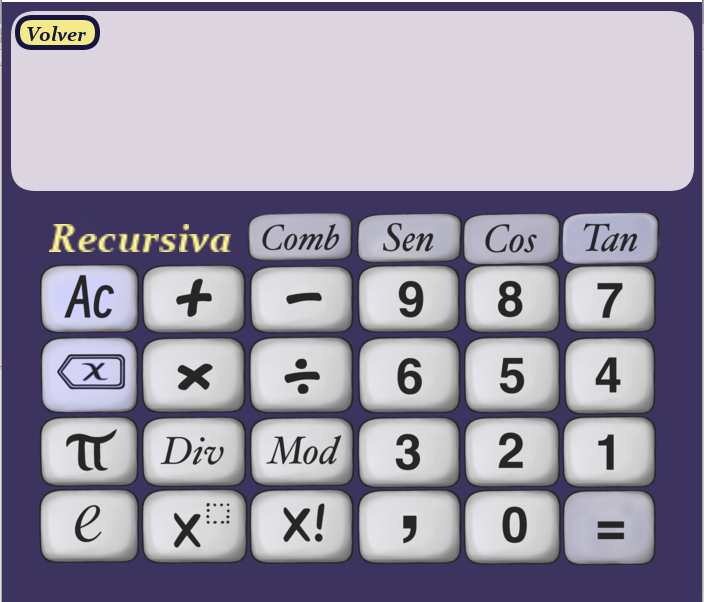 Volver
Recursiva Comb Sen Cos Tan
Ac + − 9 8 7
x × ÷ 6 5 4
π Div Mod 3 2 1
e x X! , 0 =